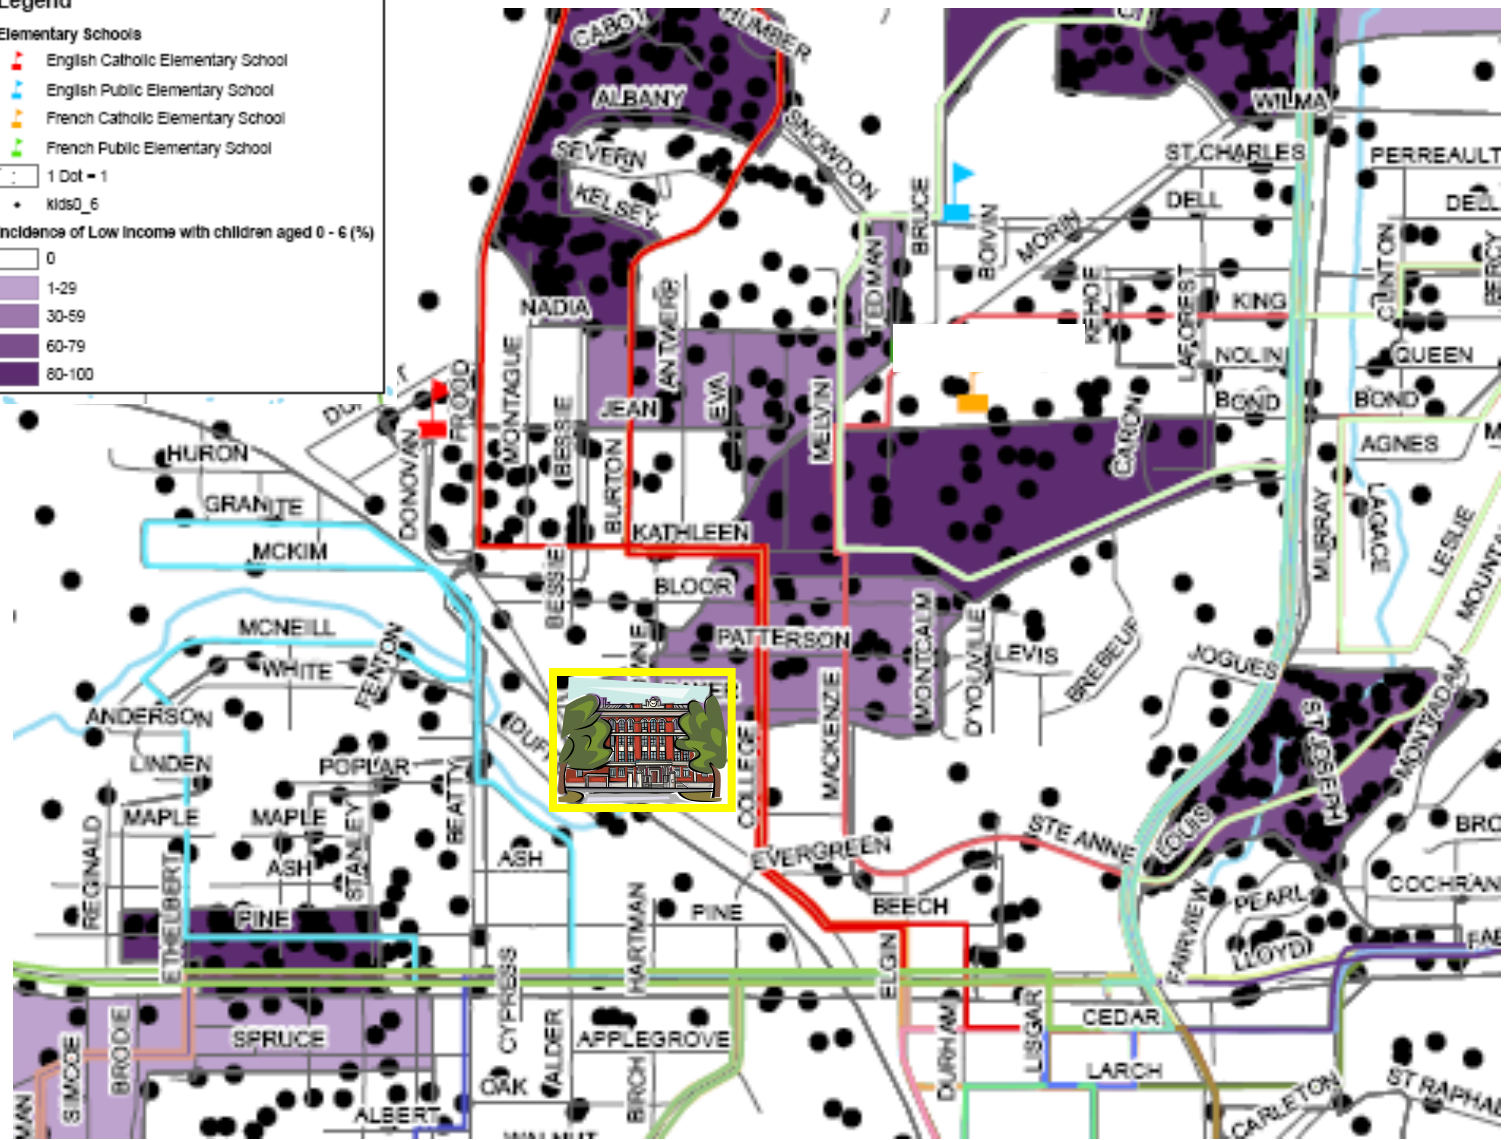 Legend
Elementary Schools
English Catholic Elementary School
English Public Elementary School
French Catholic Elementary School
French Public Elementary School
1 Dot = 1
kids0_6
Incidence of Low Income with children aged 0 - 6 (%)
0
1-29
30-59
60-79
80-100
CABOT
HUMBER
ALBANY
WILMA
SNOWDON
SEVERN
ST.CHARLES
PERREAULT
KELSEY
BRUCE
DELL
DELL
BOIVIN
MORIN
TEDMAN
CLINTON
BERCY
NADIA
ANTWERP
KEHOE
LAFOREST
KING
MONTAGUE
NOLIN
QUEEN
FROOD
BESSIE
JEAN
EVA
MELVIN
BOND
BOND
DONOVAN
CARON
AGNES
HURON
BURTON
GRANITE
MURRAY
LAGACE
LESLIE
MCKIM
KATHLEEN
MOUNTA
BESSIE
BLOOR
MCNEILL
PATTERSON
MONTCALM
D'YOUVILLE
LEVIS
BREBEUF
JOGUES
WHITE
FENTON
MACKENZIE
MONTADAM
ANDERSON
ST JOSEPH
LINDEN
POPLAR
COLLEGE
BEATTY
MAPLE
MAPLE
STANLEY
REGINALD
STE ANNE
LOUIS
BRO
ASH
ASH
EVERGREEN
ETHELBERT
PINE
HARTMAN
PINE
BEECH
PEARL
COCHRAN
FAIRVIEW
LLOYD
ELGIN
CYPRESS
SIMCOE
BRODIE
SPRUCE
ALDER
APPLEGROVE
BIRCH
DURHAM
LISGAR
CEDAR
LARCH
OAK
ALBERT
CARLETON
ST RAPHAE
MAN
WALNUT